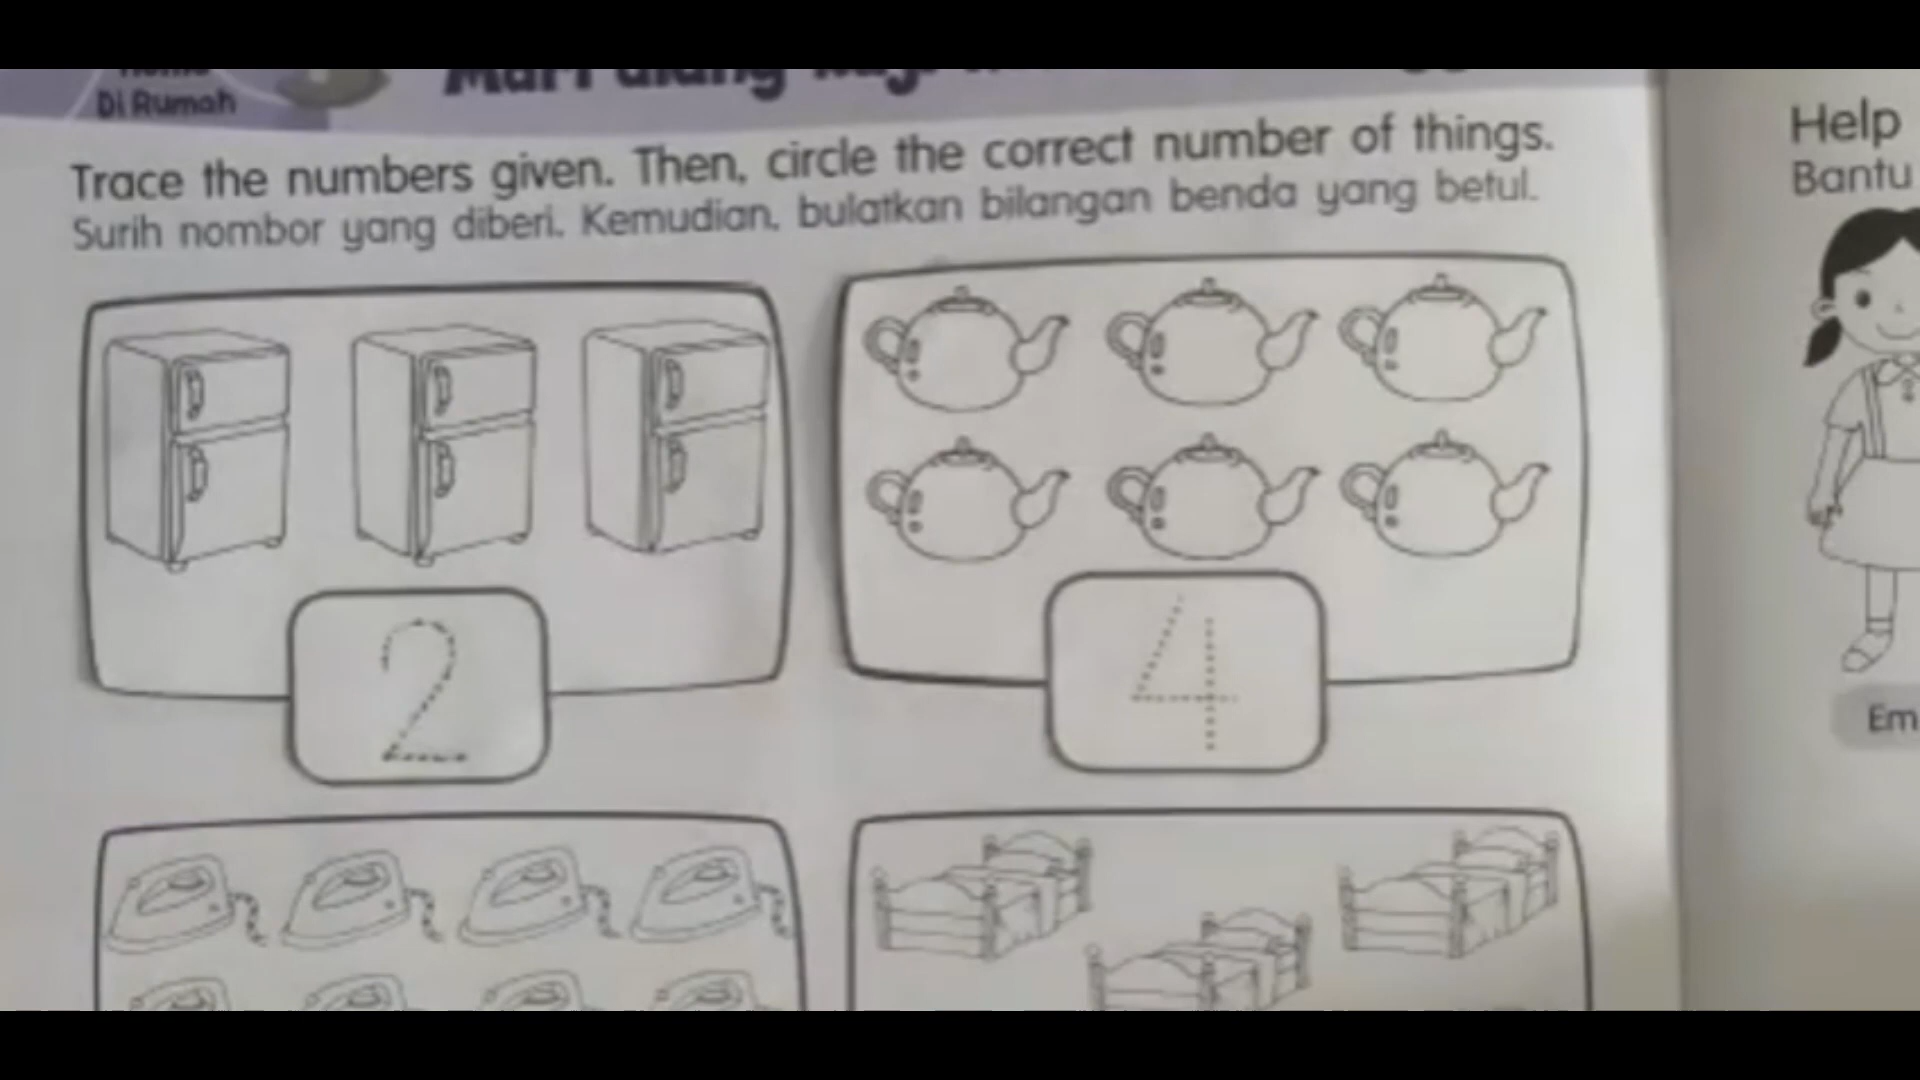 Di Rumah
Mari
Trace the numbers given. Then, circle the correct number of things.
Surih nombor yang diberi. Kemudian, bulatkan bilangan benda yang betul.
2
4
Help
Bantu